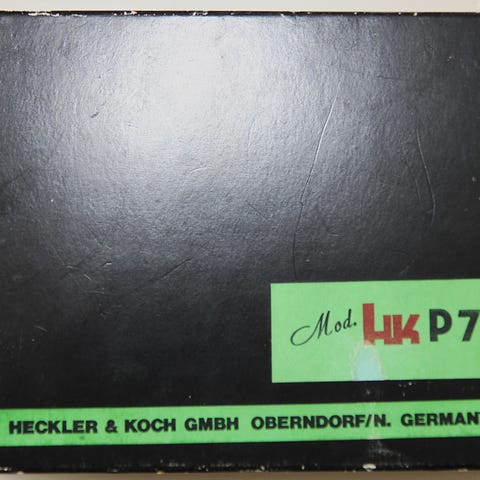 Mod. HK P7
HECKLER & KOCH GMBH OBERNDORF/N. GERMAN